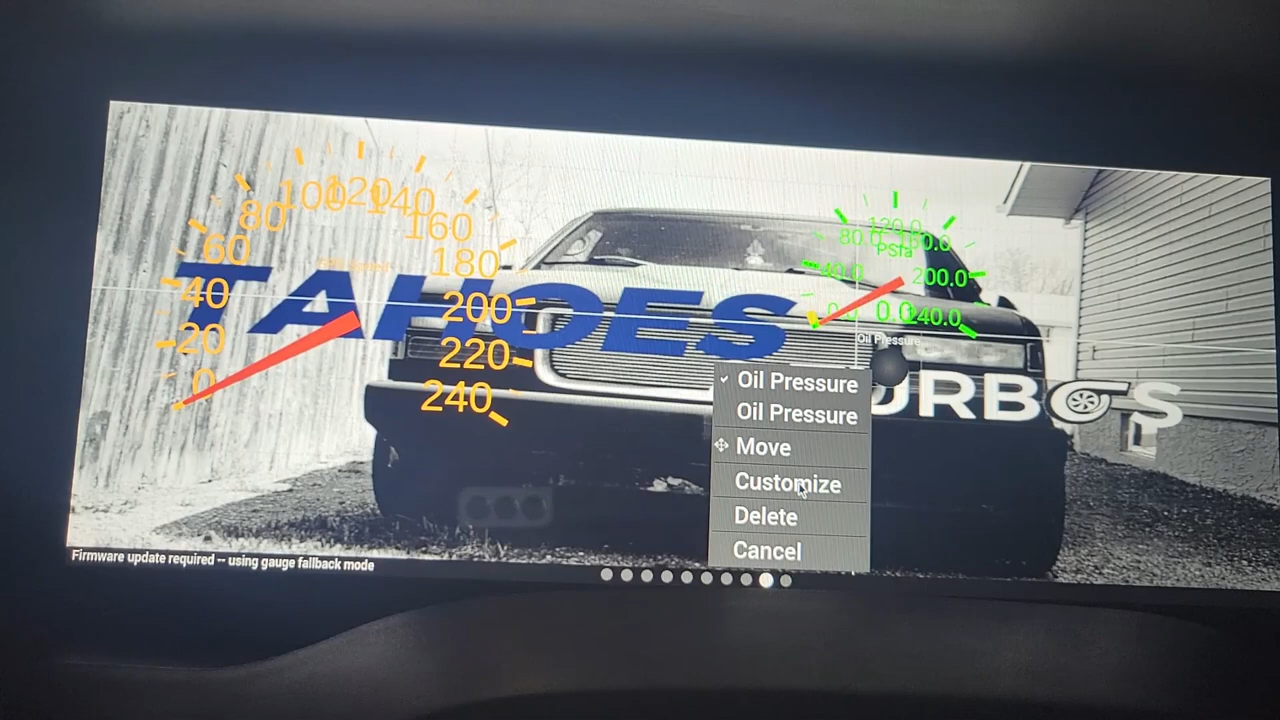 100 120 140
80 160
60 180
40 200
20 220
0 240
TAHOES
120.0
80.0 160.0
PSIa
40.0 200.0
0.0 0.0 240.0
Oil Pressure
URBOS
Oil Pressure
Oil Pressure
Move
Customize
Delete
Cancel
Firmware update required -- using gauge fallback mode